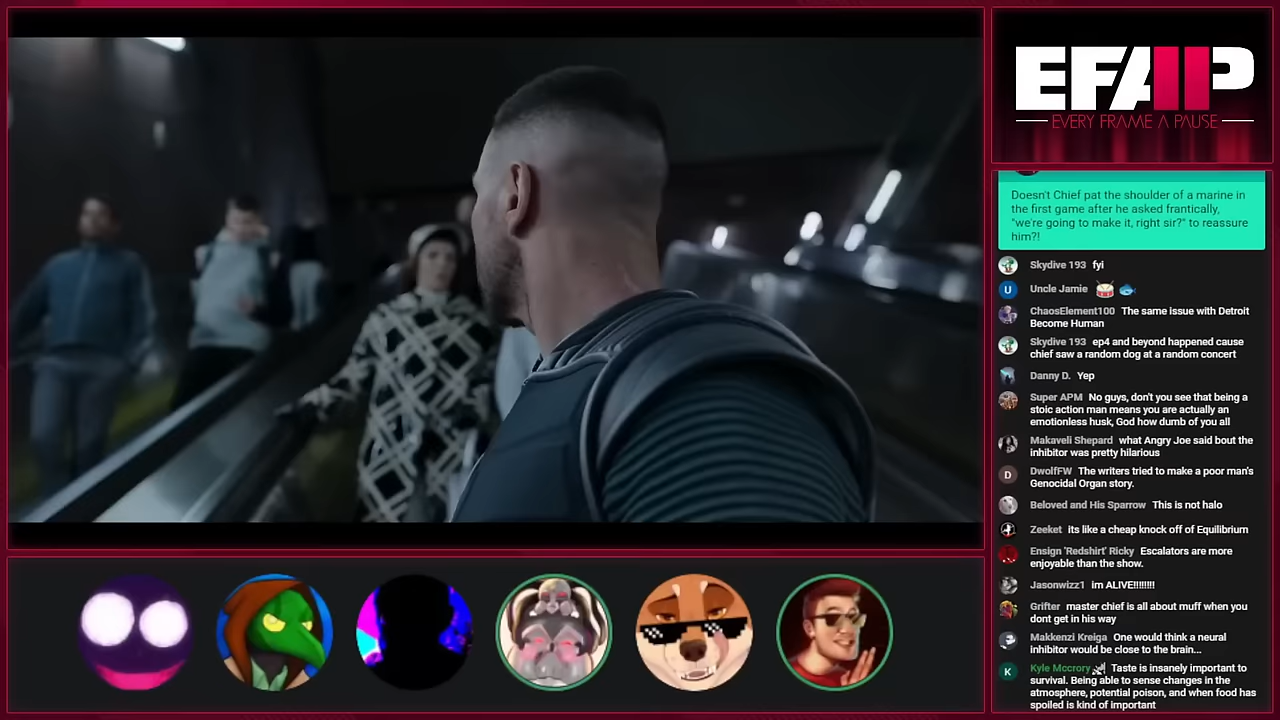 EFAP
EVERY FRAME A PAUSE
Doesn't Chief pat the shoulder of a marine in
the first game after he asked frantically,
"we're going to make it, right sir?" to reassure
him?!
Skydive 193 fyi
U Uncle Jamie
ChaosElement100 The same issue with Detroit
Become Human
Skydive 193 ep4 and beyond happened cause
chief saw a random dog at a random concert
Danny D. Yep
Super APM No guys, don't you see that being a
stoic action man means you are actually an
emotionless husk, God how dumb of you all
Makaveli Shepard what Angry Joe said bout the
inhibitor was pretty hilarious
D DwolfFW The writers tried to make a poor man's
Genocidal Organ story.
Beloved and His Sparrow This is not halo
Zeeket its like a cheap knock off of Equilibrium
Ensign 'Redshirt' Ricky Escalators are more
enjoyable than the show.
Jasonwizz1 im ALIVE!!!!!!!!
Grifter master chief is all about muff when you
dont get in his way
Makkenzi Kreiga One would think a neural
inhibitor would be close to the brain...
K Kyle Mccrory Taste is insanely important to
survival. Being able to sense changes in the
atmosphere, potential poison, and when food has
spoiled is kind of important